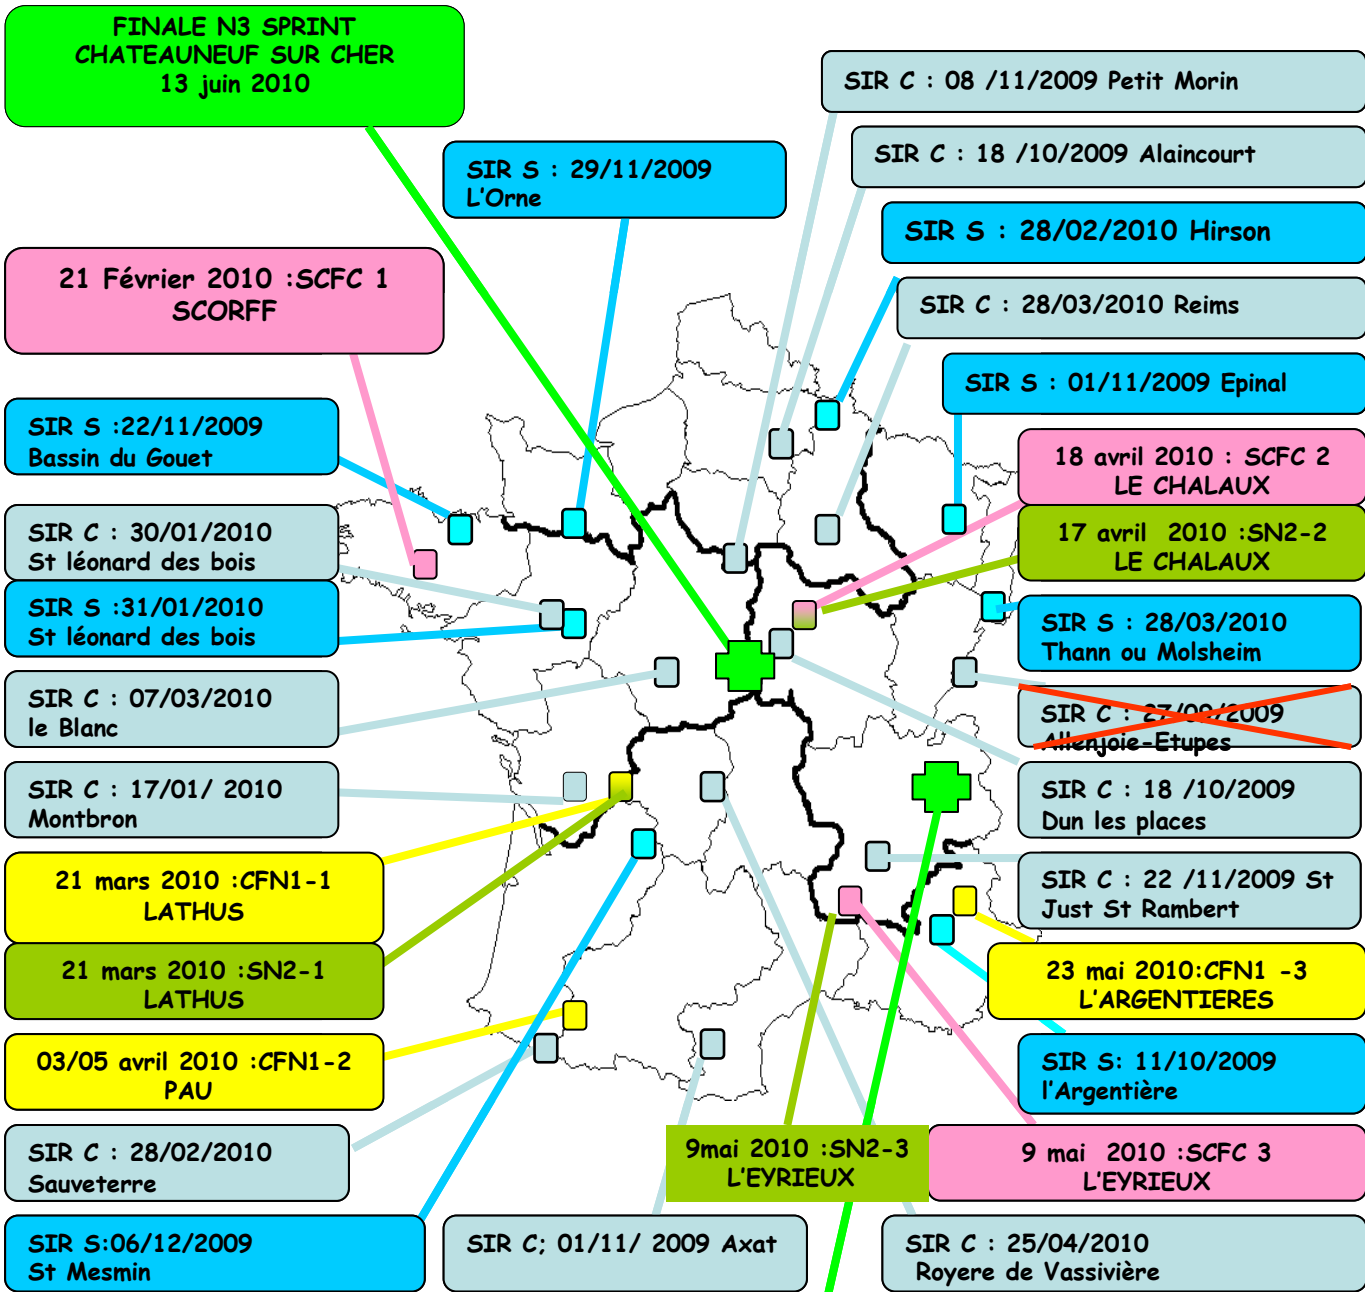 FINALE N3 SPRINT
CHATEAUNEUF SUR CHER
13 juin 2010
SIR C : 08 /11/2009 Petit Morin
SIR C : 18 /10/2009 Alaincourt
SIR S : 29/11/2009
L'Orne
SIR S : 28/02/2010 Hirson
21 Février 2010 :SCFC 1
SCORFF
SIR C : 28/03/2010 Reims
SIR S : 01/11/2009 Epinal
SIR S :22/11/2009
Bassin du Gouet
18 avril 2010 : SCFC 2
LE CHALAUX
SIR C : 30/01/2010
St léonard des bois
17 avril 2010 :SN2-2
LE CHALAUX
SIR S :31/01/2010
St léonard des bois
SIR S : 28/03/2010
Thann ou Molsheim
SIR C : 07/03/2010
le Blanc
SIR C : 27/09/2009
Allenjoie-Etupes
SIR C : 17/01/ 2010
Montbron
SIR C : 18 /10/2009
Dun les places
21 mars 2010 :CFN1-1
LATHUS
SIR C : 22 /11/2009 St
Just St Rambert
21 mars 2010 :SN2-1
LATHUS
23 mai 2010:CFN1 -3
L'ARGENTIERES
03/05 avril 2010 :CFN1-2
PAU
SIR S: 11/10/2009
l'Argentière
SIR C : 28/02/2010
Sauveterre
9mai 2010 :SN2-3
L'EYRIEUX
9 mai 2010 :SCFC 3
L'EYRIEUX
SIR S:06/12/2009
St Mesmin
SIR C; 01/11/ 2009 Axat
SIR C : 25/04/2010
Royere de Vassivière